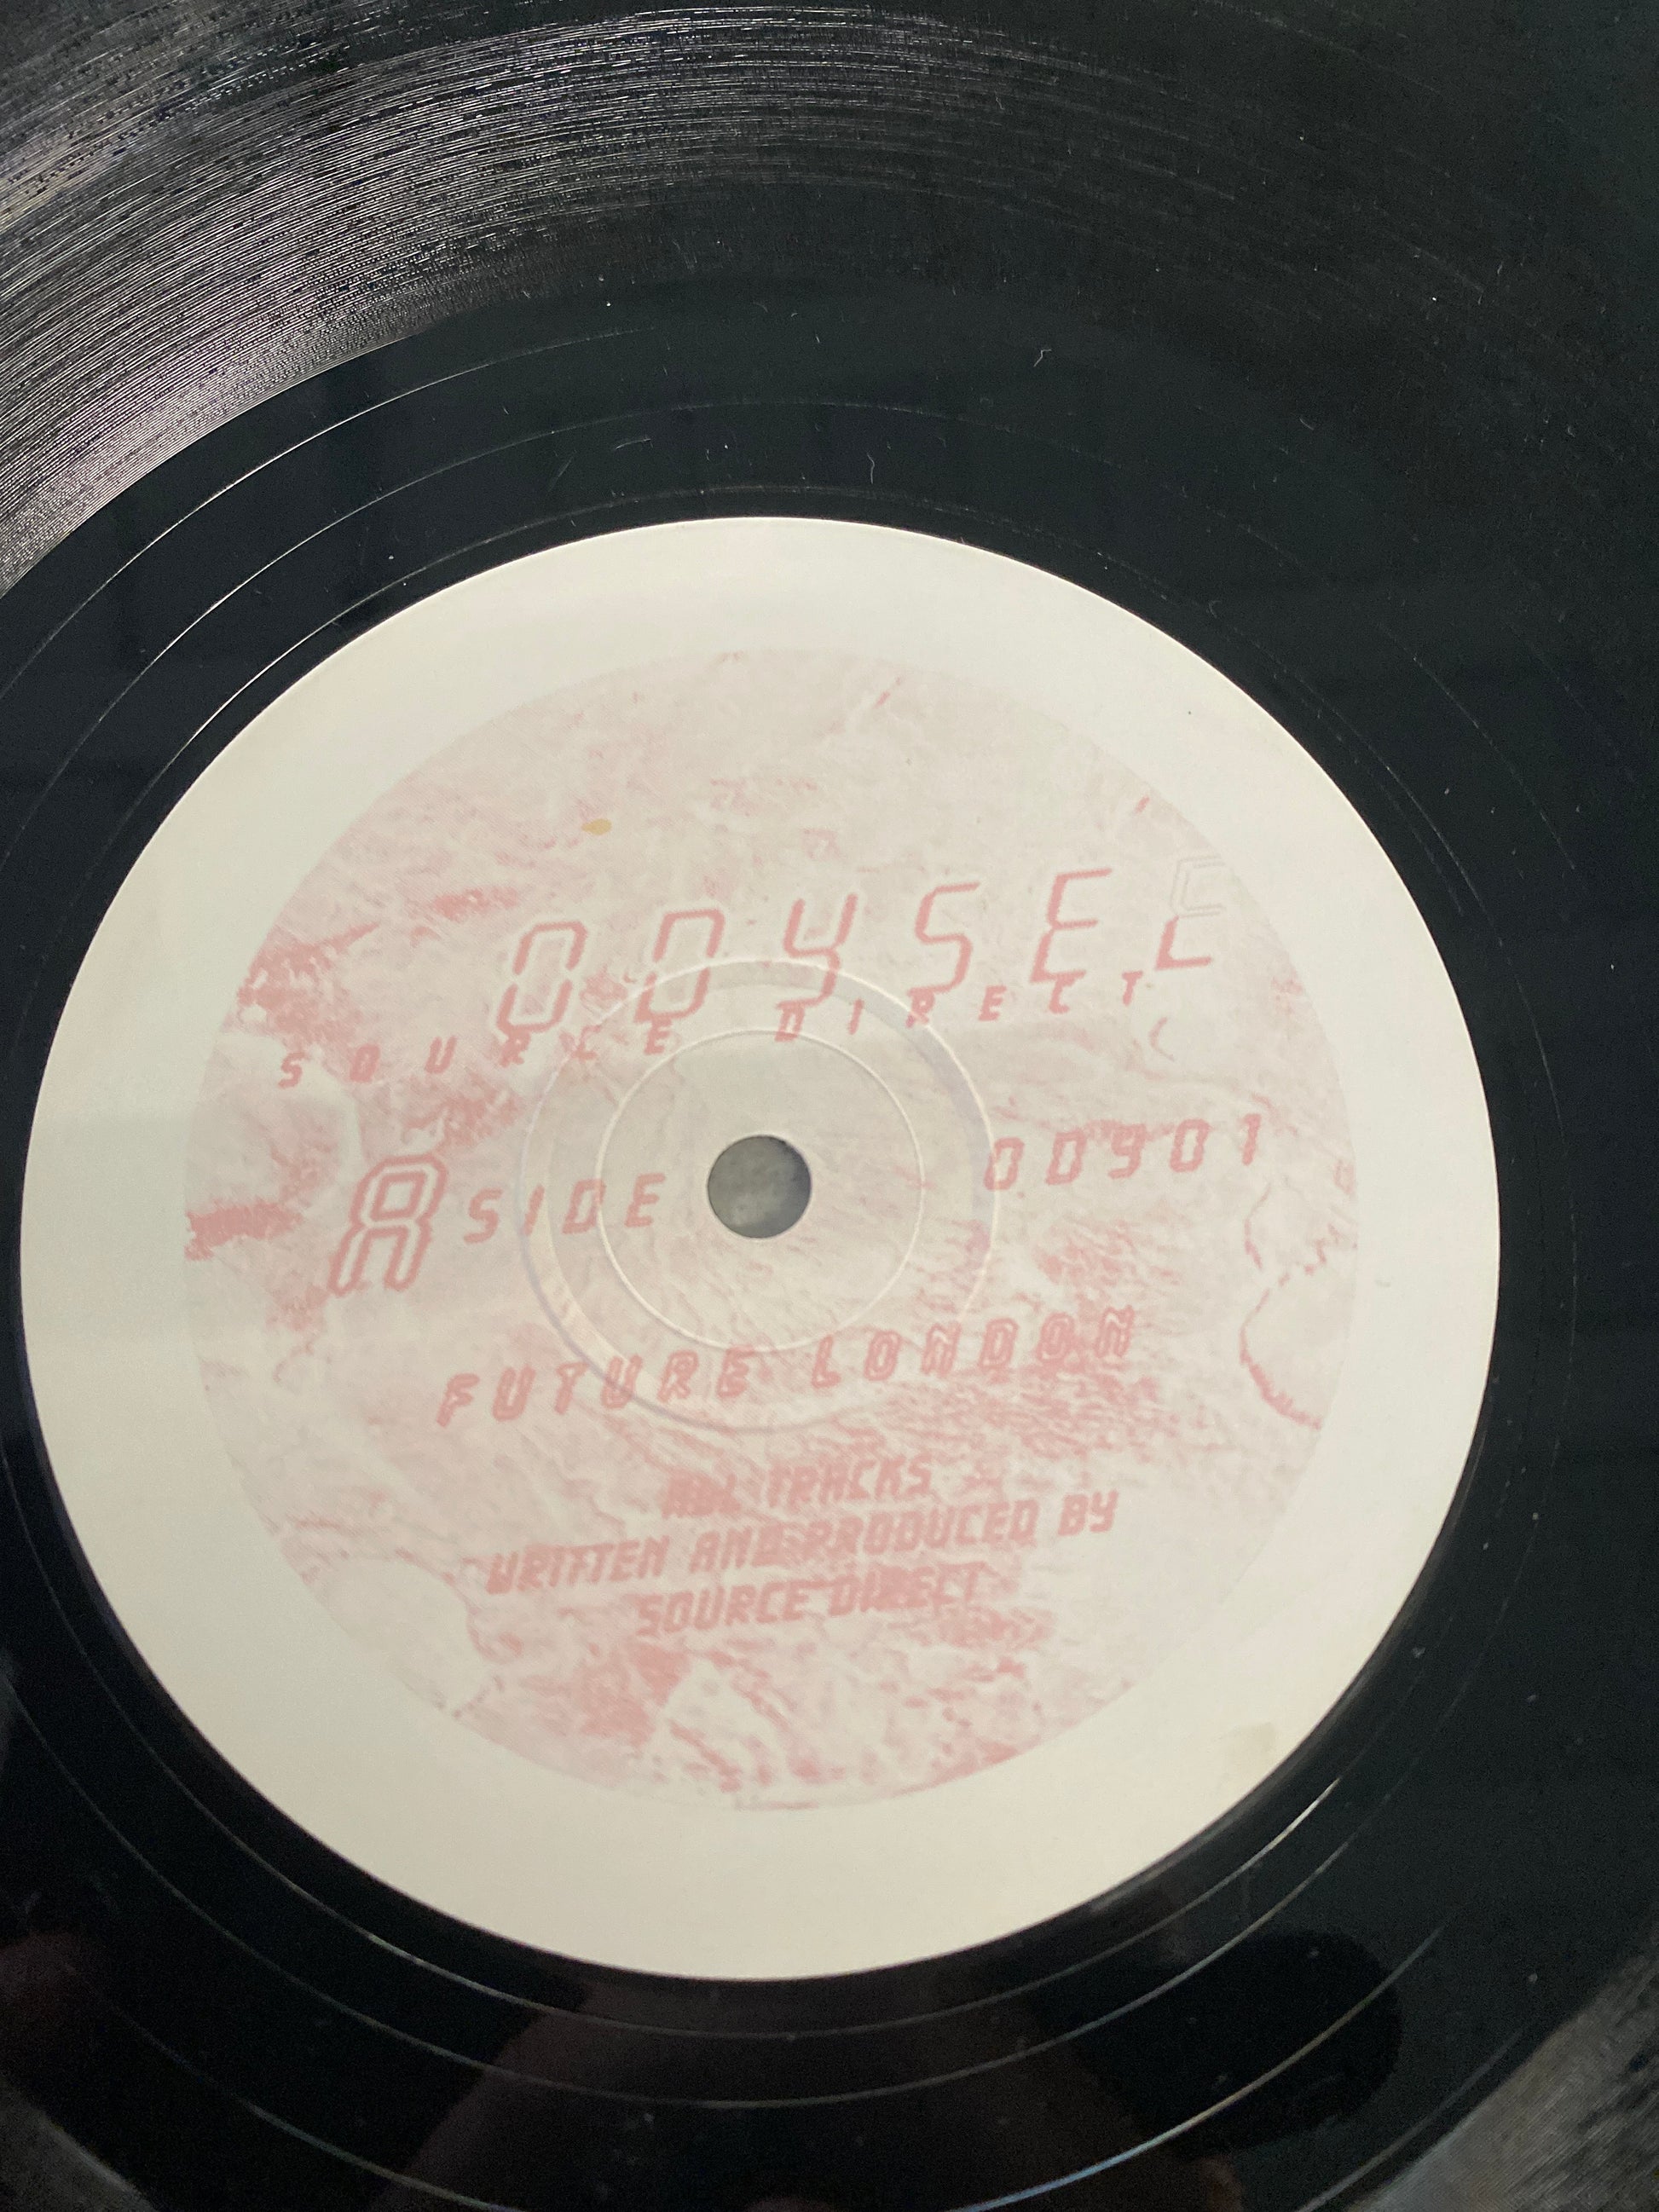 ODYSEE
SOURCE DIRECT
A SIDE
OD901
FUTURE LONDON
ALL TRACKS
WRITTEN AND PRODUCED BY
SOURCE DIRECT